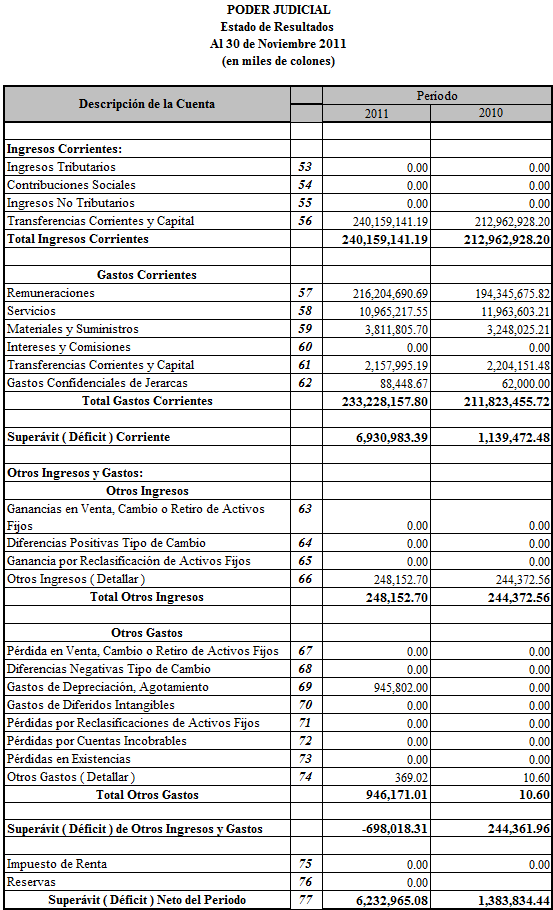 PODER JUDICIAL
Estado de Resultados
Al 30 de Noviembre 2011
(en miles de colones)
Descripción de la Cuenta Periodo
2011 2010
Ingresos Corrientes:
Ingresos Tributarios 53 0.00 0.00
Contribuciones Sociales 54 0.00 0.00
Ingresos No Tributarios 55 0.00 0.00
Transferencias Corrientes y Capital 56 240,159,141.19 212,962,928.20
Total Ingresos Corrientes 240,159,141.19 212,962,928.20
Gastos Corrientes
Remuneraciones 57 216,204,690.69 194,345,675.82
Servicios 58 10,965,217.55 11,963,603.21
Materiales y Suministros 59 3,811,805.70 3,248,025.21
Intereses y Comisiones 60 0.00 0.00
Transferencias Corrientes y Capital 61 2,157,995.19 2,204,151.48
Gastos Confidenciales de Jerarcas 62 88,448.67 62,000.00
Total Gastos Corrientes 233,228,157.80 211,823,455.72
Superávit ( Déficit ) Corriente 6,930,983.39 1,139,472.48
Otros Ingresos y Gastos:
Otros Ingresos
Ganancias en Venta, Cambio o Retiro de Activos 63
Fijos 0.00 0.00
Diferencias Positivas Tipo de Cambio 64 0.00 0.00
Ganancia por Reclasificación de Activos Fijos 65 0.00 0.00
Otros Ingresos ( Detallar ) 66 248,152.70 244,372.56
Total Otros Ingresos 248,152.70 244,372.56
Otros Gastos
Pérdida en Venta, Cambio o Retiro de Activos Fijos 67 0.00 0.00
Diferencias Negativas Tipo de Cambio 68 0.00 0.00
Gastos de Depreciación, Agotamiento 69 945,802.00 0.00
Gastos de Diferidos Intangibles 70 0.00 0.00
Pérdidas por Reclasificaciones de Activos Fijos 71 0.00 0.00
Pérdidas por Cuentas Incobrables 72 0.00 0.00
Pérdidas en Existencias 73 0.00 0.00
Otros Gastos ( Detallar ) 74 369.02 10.60
Total Otros Gastos 946,171.01 10.60
Superávit ( Déficit ) de Otros Ingresos y Gastos -698,018.31 244,361.96
Impuesto de Renta 75 0.00 0.00
Reservas 76 0.00
Superávit ( Déficit ) Neto del Periodo 77 6,232,965.08 1,383,834.44